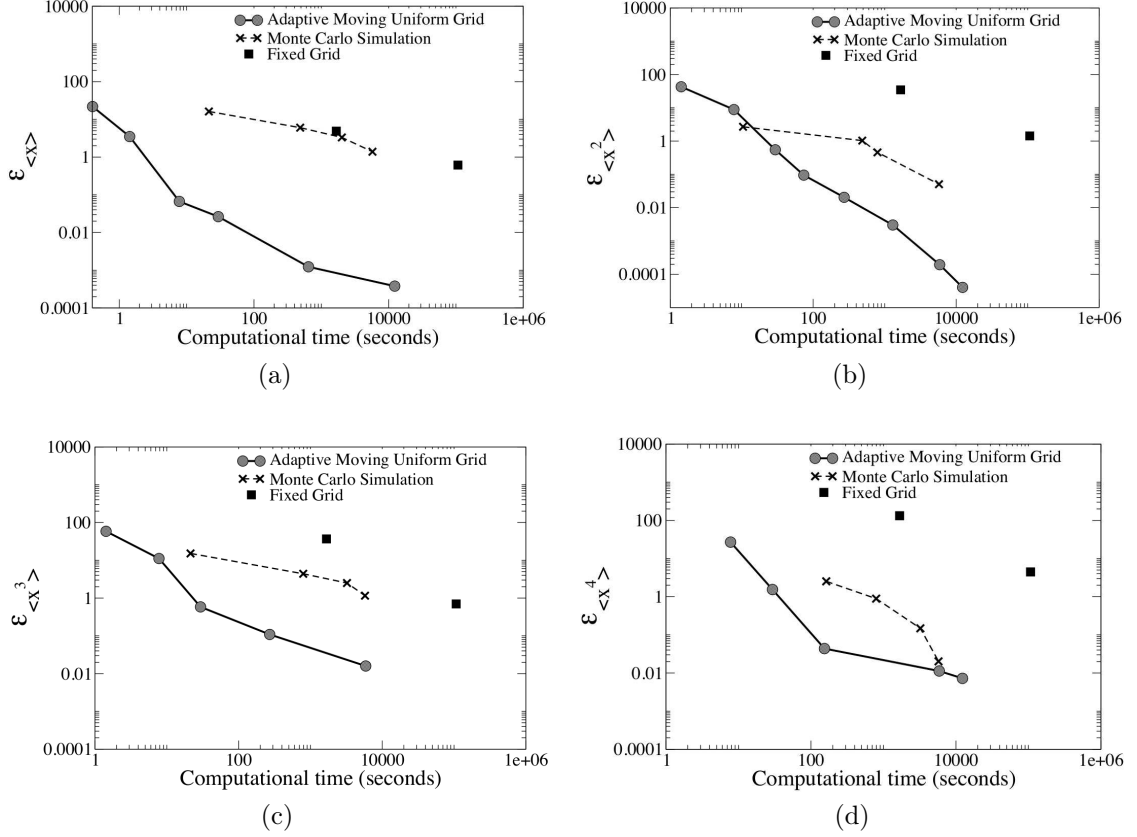 Adaptive Moving Uniform Grid
Monte Carlo Simulation
Fixed Grid
10000
100
1
0.01
0.0001
ε<x>
1
100
10000
1e+06
Computational time (seconds)
(a)
Adaptive Moving Uniform Grid
Monte Carlo Simulation
Fixed Grid
10000
100
1
0.01
0.0001
ε<x²>
1
100
10000
1e+06
Computational time (seconds)
(b)
Adaptive Moving Uniform Grid
Monte Carlo Simulation
Fixed Grid
10000
100
1
0.01
0.0001
ε<x³>
1
100
10000
1e+06
Computational time (seconds)
(c)
Adaptive Moving Uniform Grid
Monte Carlo Simulation
Fixed Grid
10000
100
1
0.01
0.0001
ε<x⁴>
1
100
10000
1e+06
Computational time (seconds)
(d)